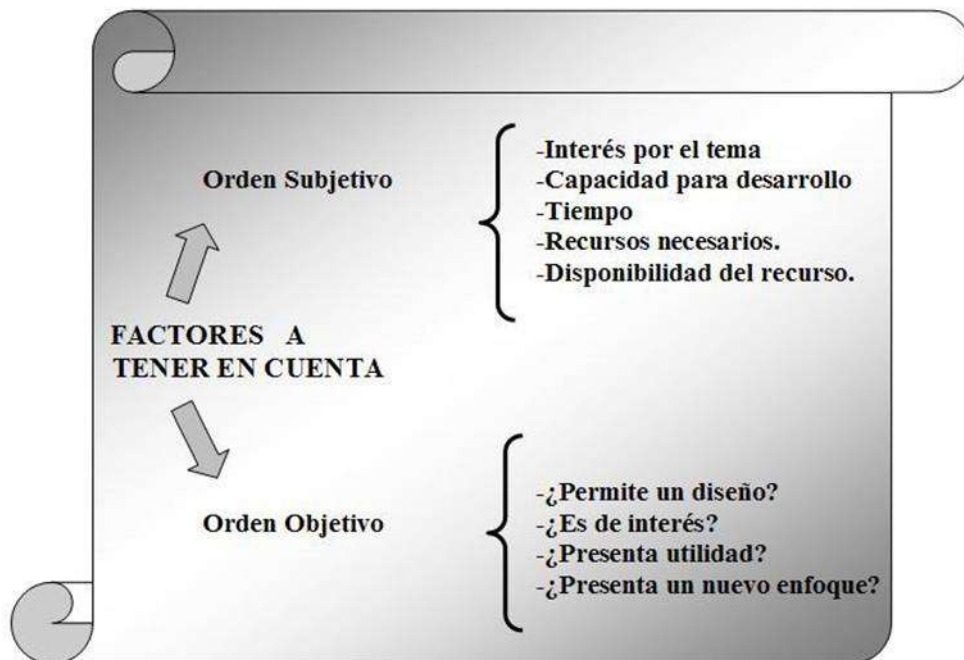 Orden Subjetivo
-Interés por el tema
-Capacidad para desarrollo
-Tiempo
-Recursos necesarios.
-Disponibilidad del recurso.
FACTORES A
TENER EN CUENTA
Orden Objetivo
-¿Permite un diseño?
-¿Es de interés?
-¿Presenta utilidad?
-¿Presenta un nuevo enfoque?